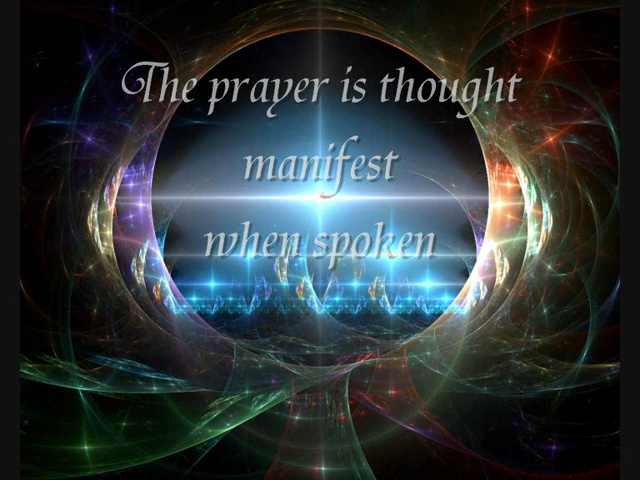 The prayer is thought
manifest
when spoken